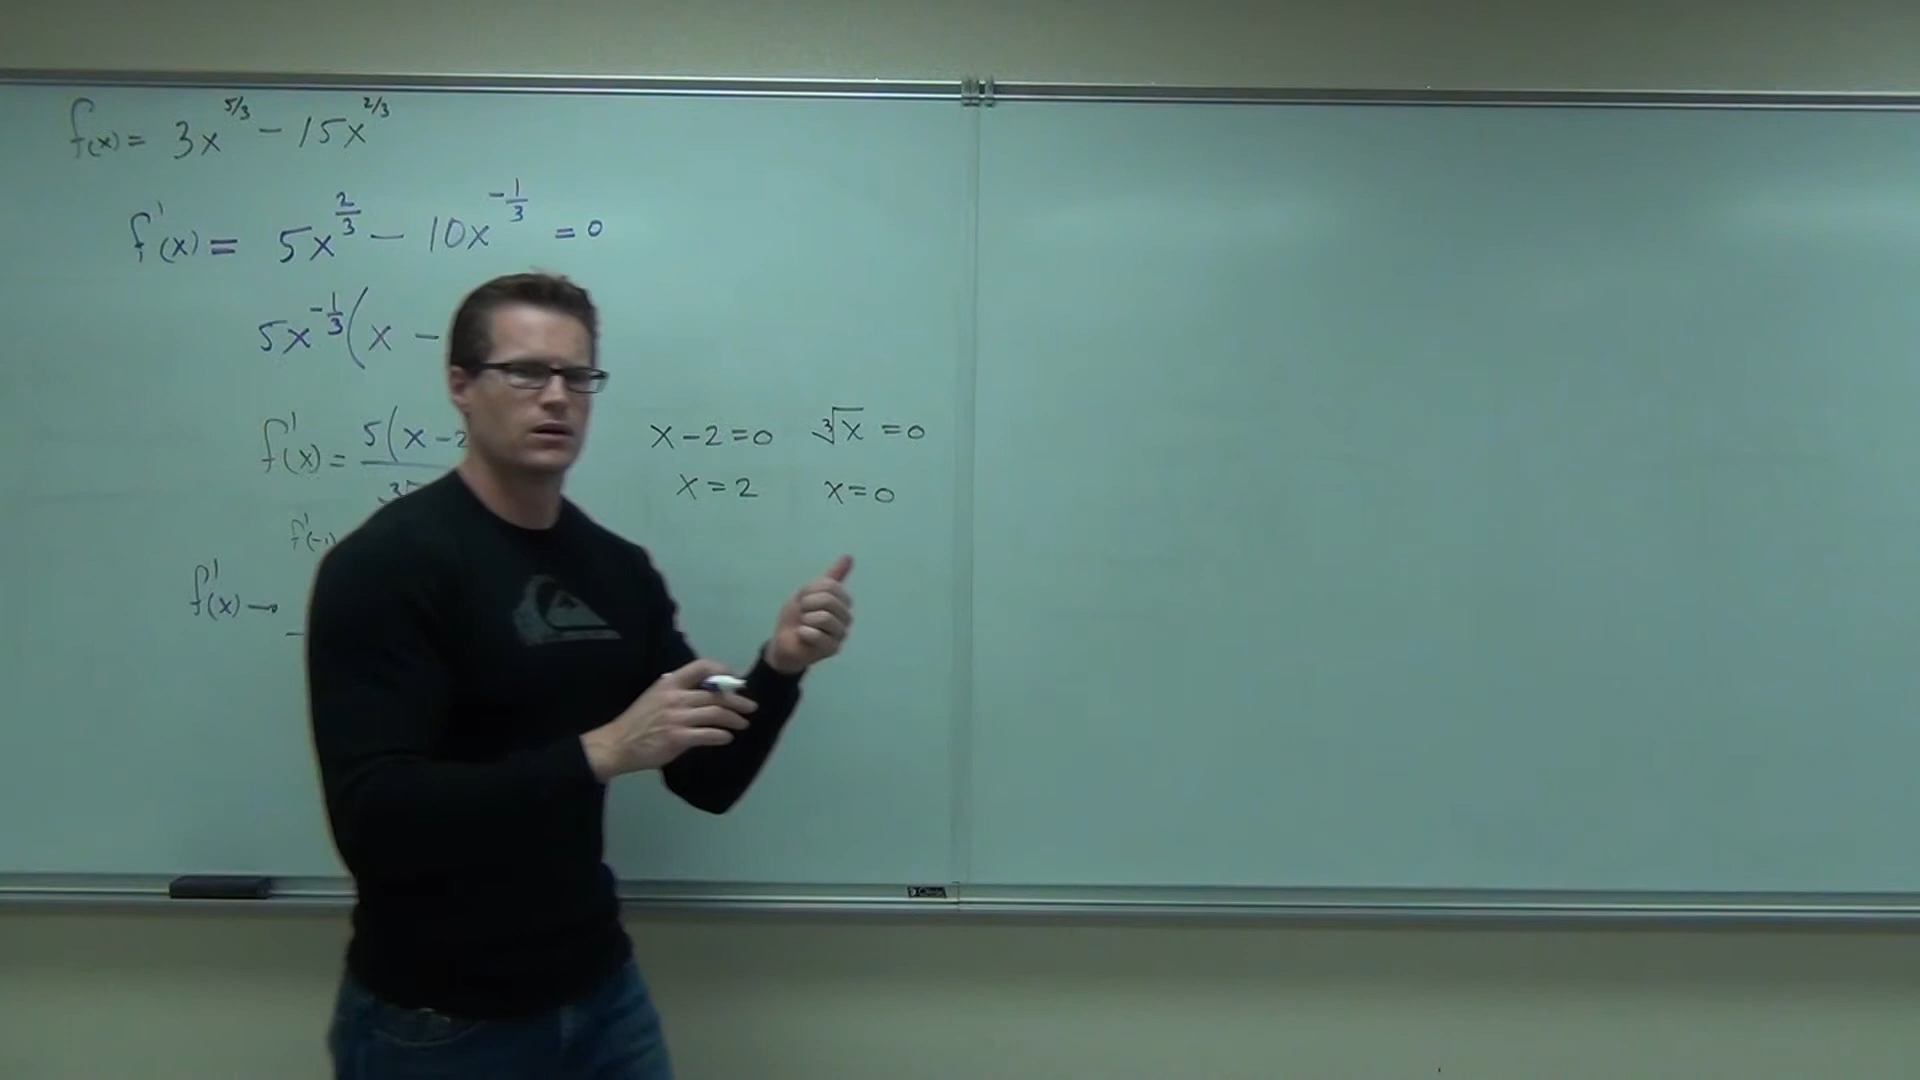 f(x) = 3x^5/3 − 15x^2/3
f'(x) = 5x^2/3 − 10x^-1/3 = 0
5x^-1/3(x −
f'(x) = 5(x−2
x−2=0
∛x = 0
x = 2
x = 0
f'(-1)
f'(x) →